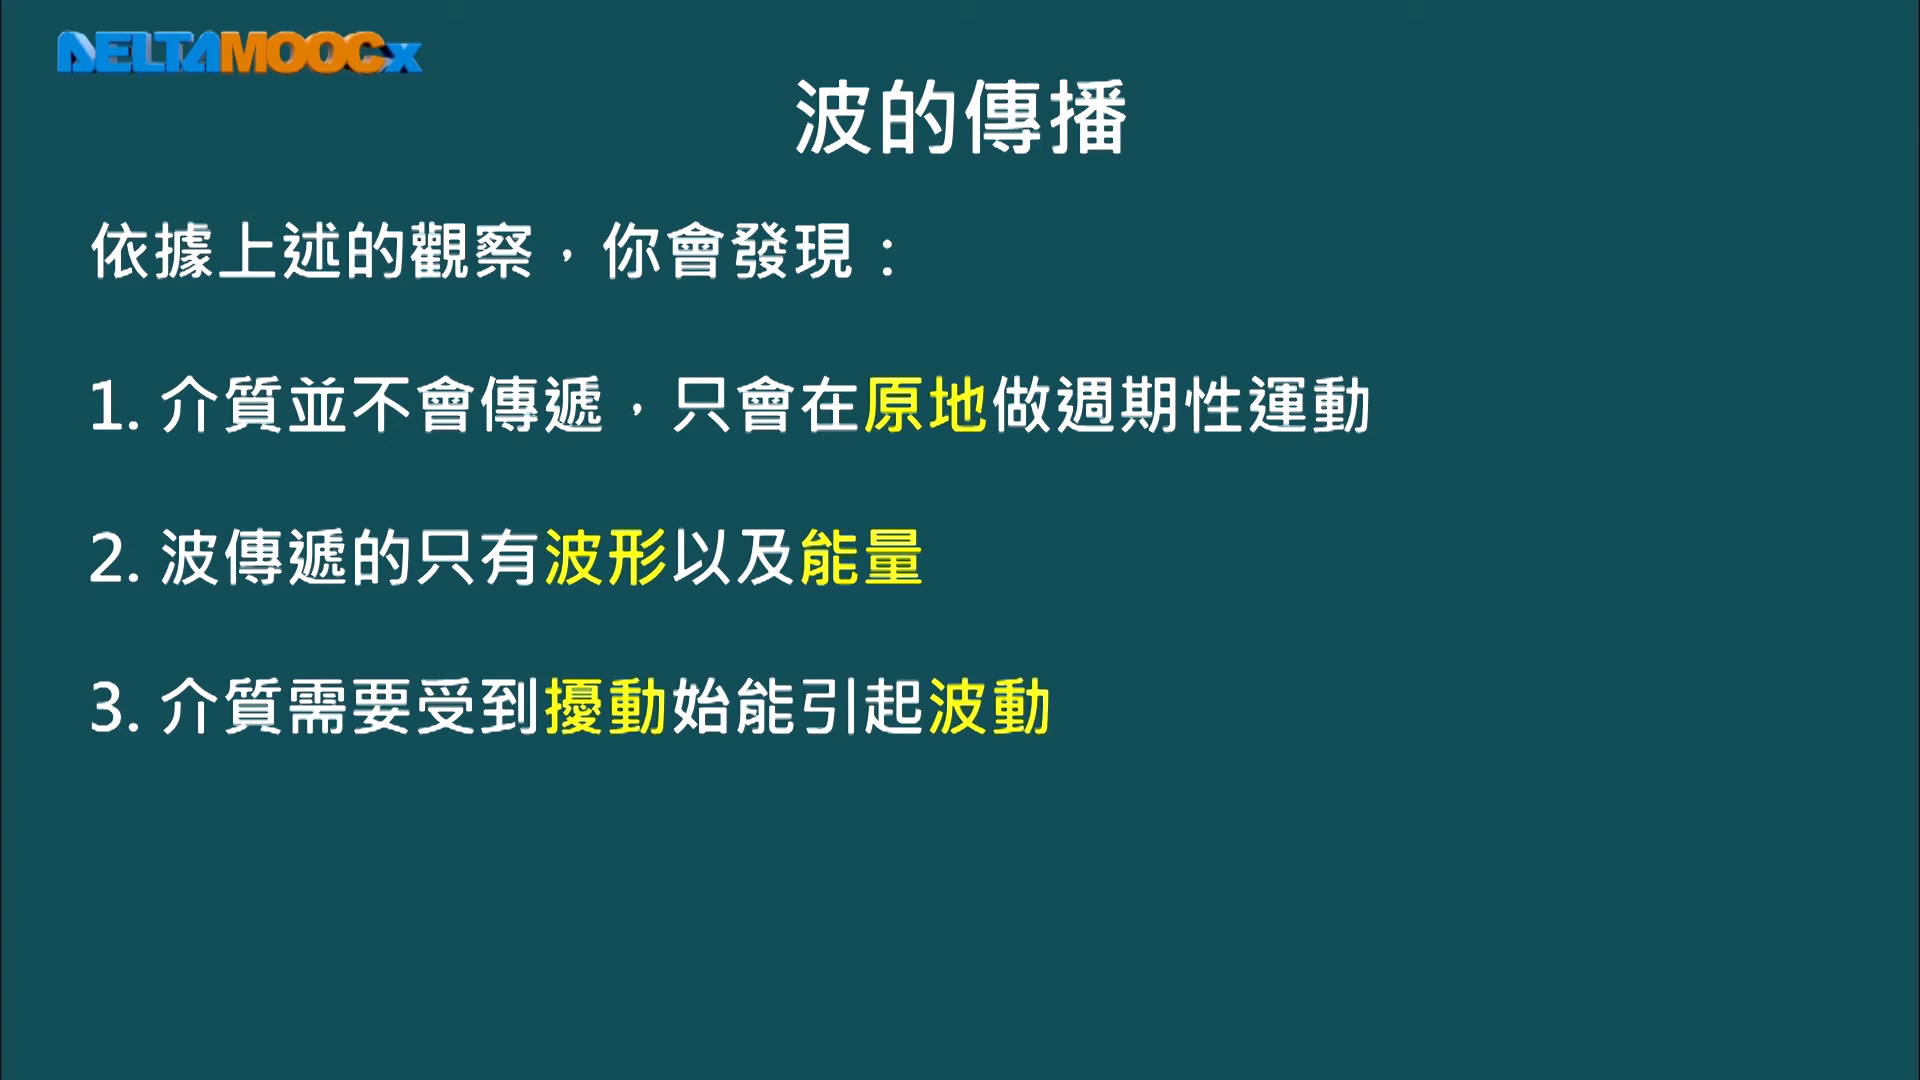 DELTAMOOCx
波的傳播
依據上述的觀察，你會發現：
1. 介質並不會傳遞，只會在原地做週期性運動
2. 波傳遞的只有波形以及能量
3. 介質需要受到擾動始能引起波動